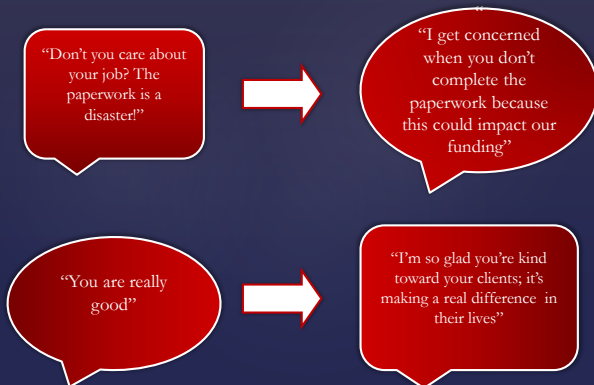 “Don’t you care about
your job? The
paperwork is a
disaster!”
“
“I get concerned
when you don’t
complete the
paperwork because
this could impact our
funding”
“You are really
good”
“I’m so glad you’re kind
toward your clients; it’s
making a real difference in
their lives”